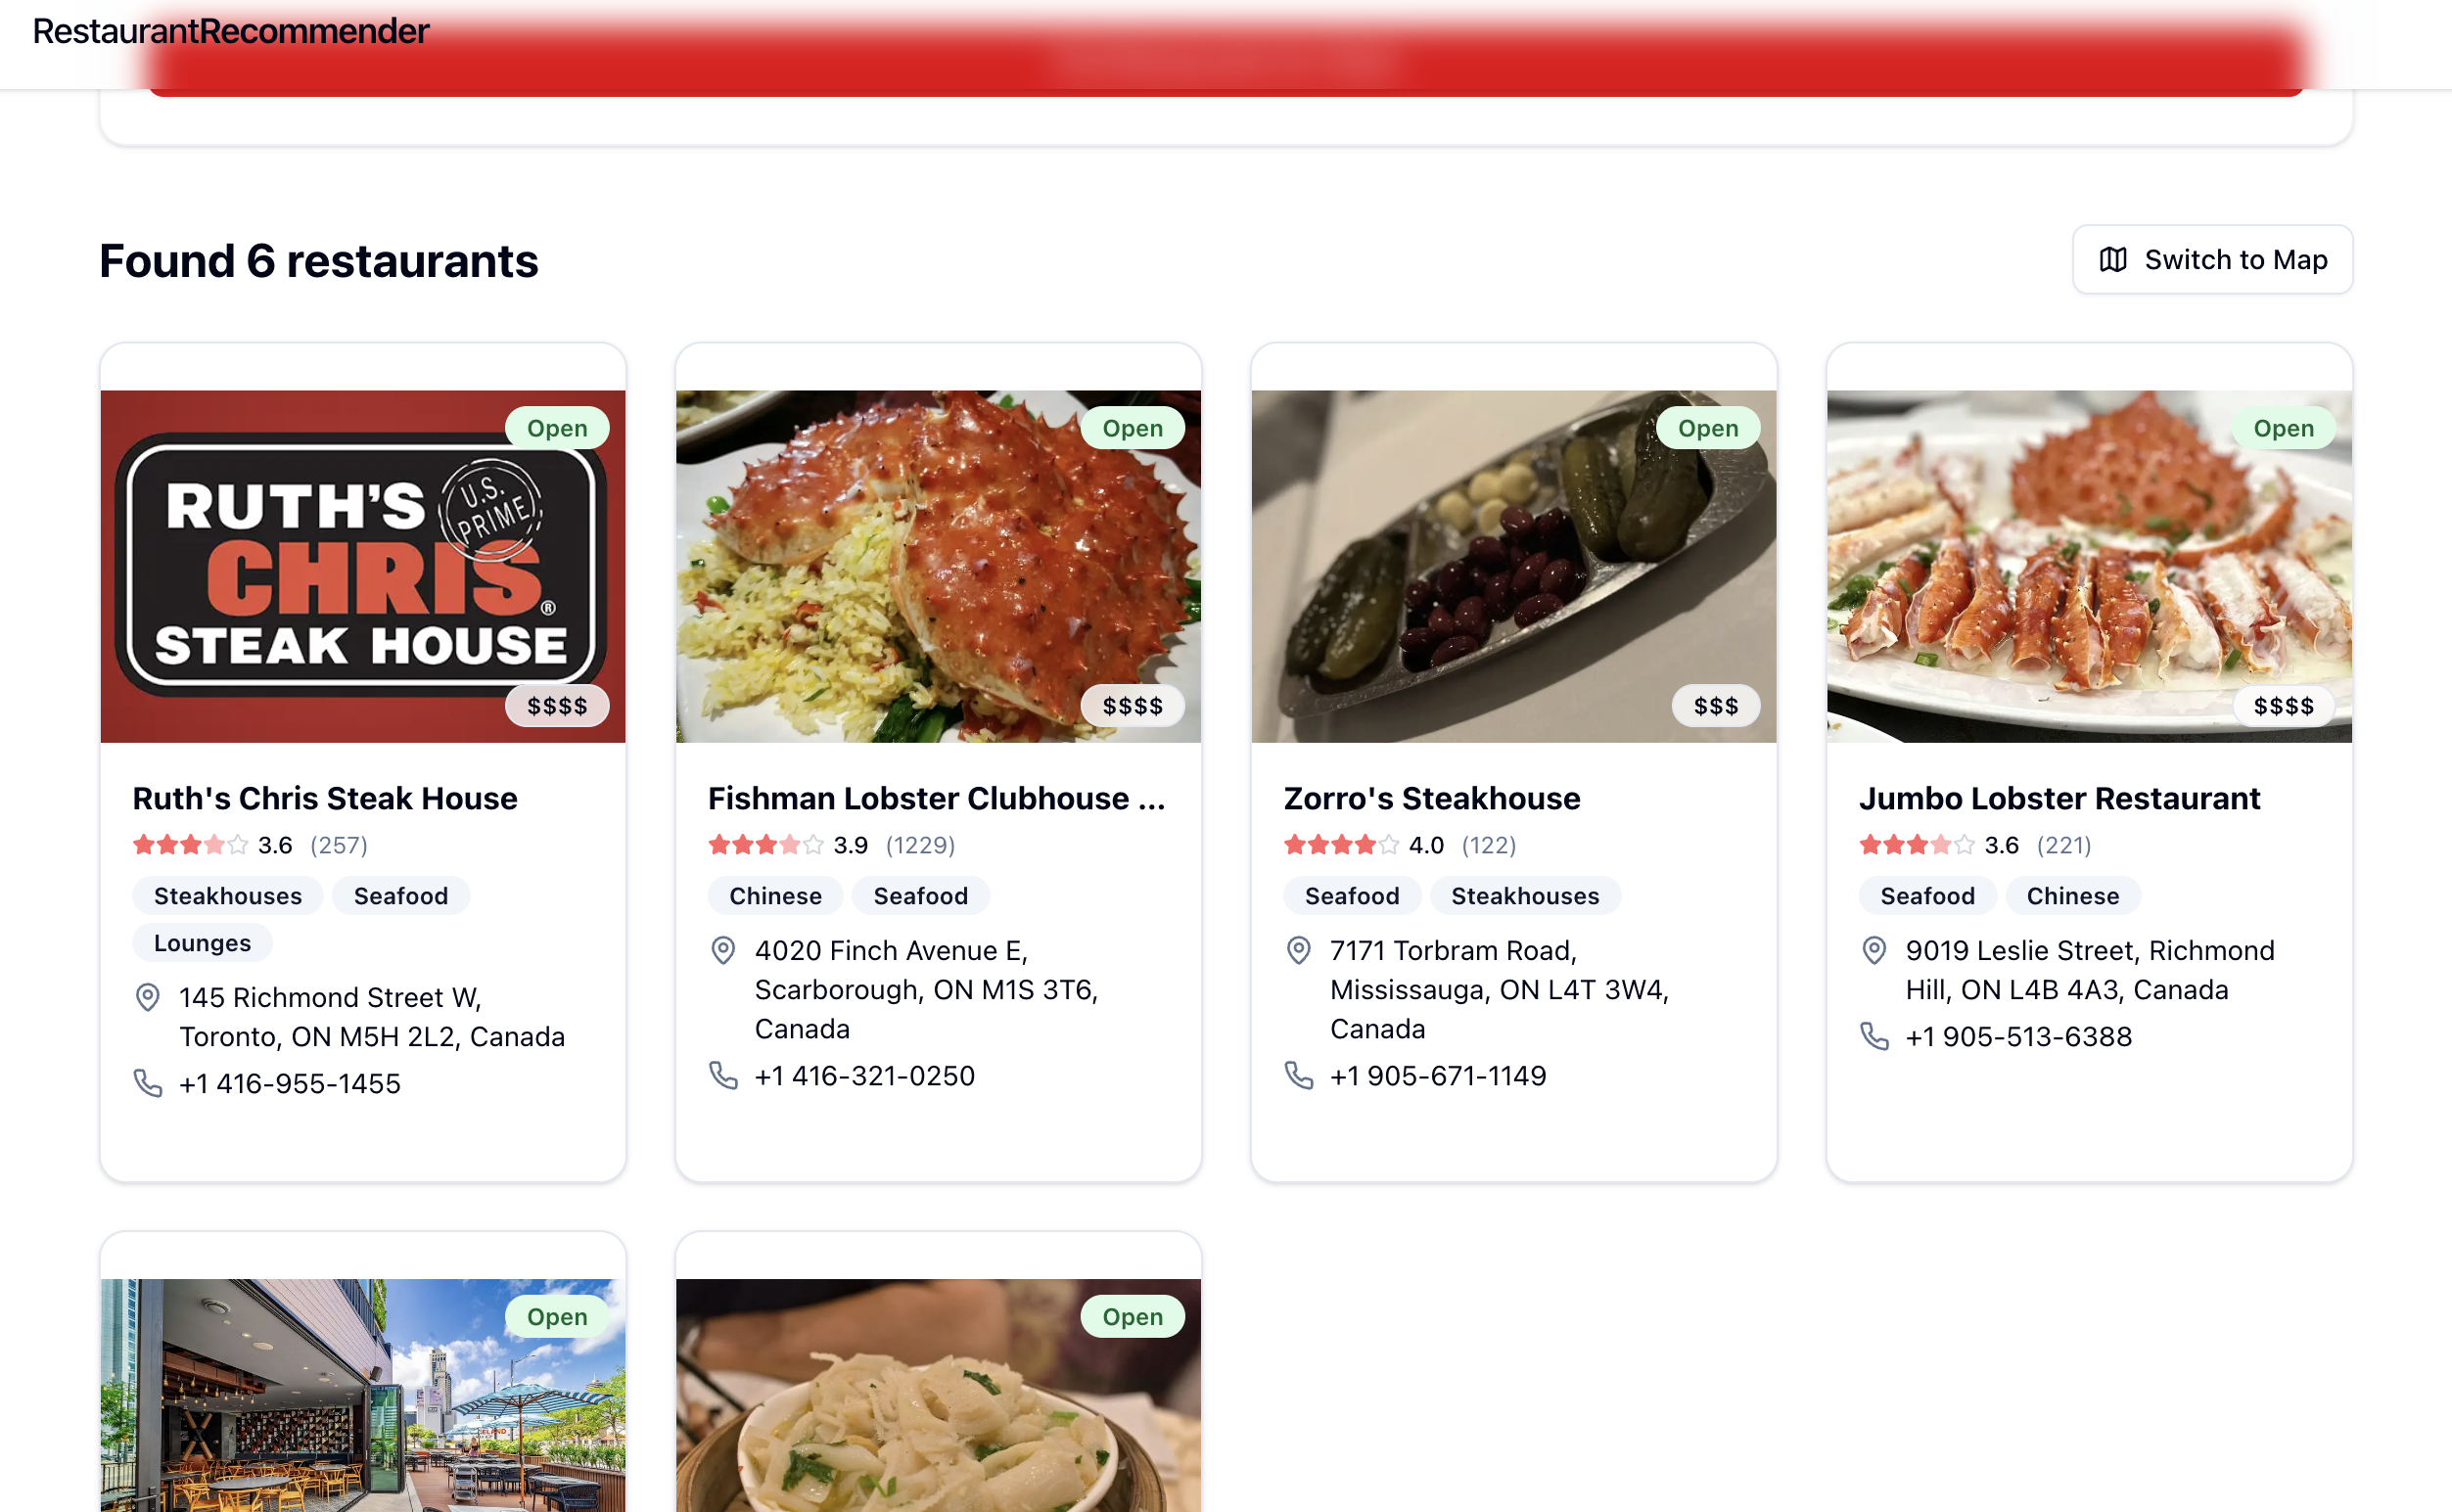 RestaurantRecommender
Found 6 restaurants
Switch to Map
Open
RUTH'S
U.S.
PRIME
CHRIS®
STEAK HOUSE
$$$$
Ruth's Chris Steak House
3.6 (257)
Steakhouses Seafood
Lounges
145 Richmond Street W,
Toronto, ON M5H 2L2, Canada
+1 416-955-1455
Open
$$$$
Fishman Lobster Clubhouse ...
3.9 (1229)
Chinese Seafood
4020 Finch Avenue E,
Scarborough, ON M1S 3T6,
Canada
+1 416-321-0250
Open
$$$
Zorro's Steakhouse
4.0 (122)
Seafood Steakhouses
7171 Torbram Road,
Mississauga, ON L4T 3W4,
Canada
+1 905-671-1149
Open
$$$$
Jumbo Lobster Restaurant
3.6 (221)
Seafood Chinese
9019 Leslie Street, Richmond
Hill, ON L4B 4A3, Canada
+1 905-513-6388
Open
Open